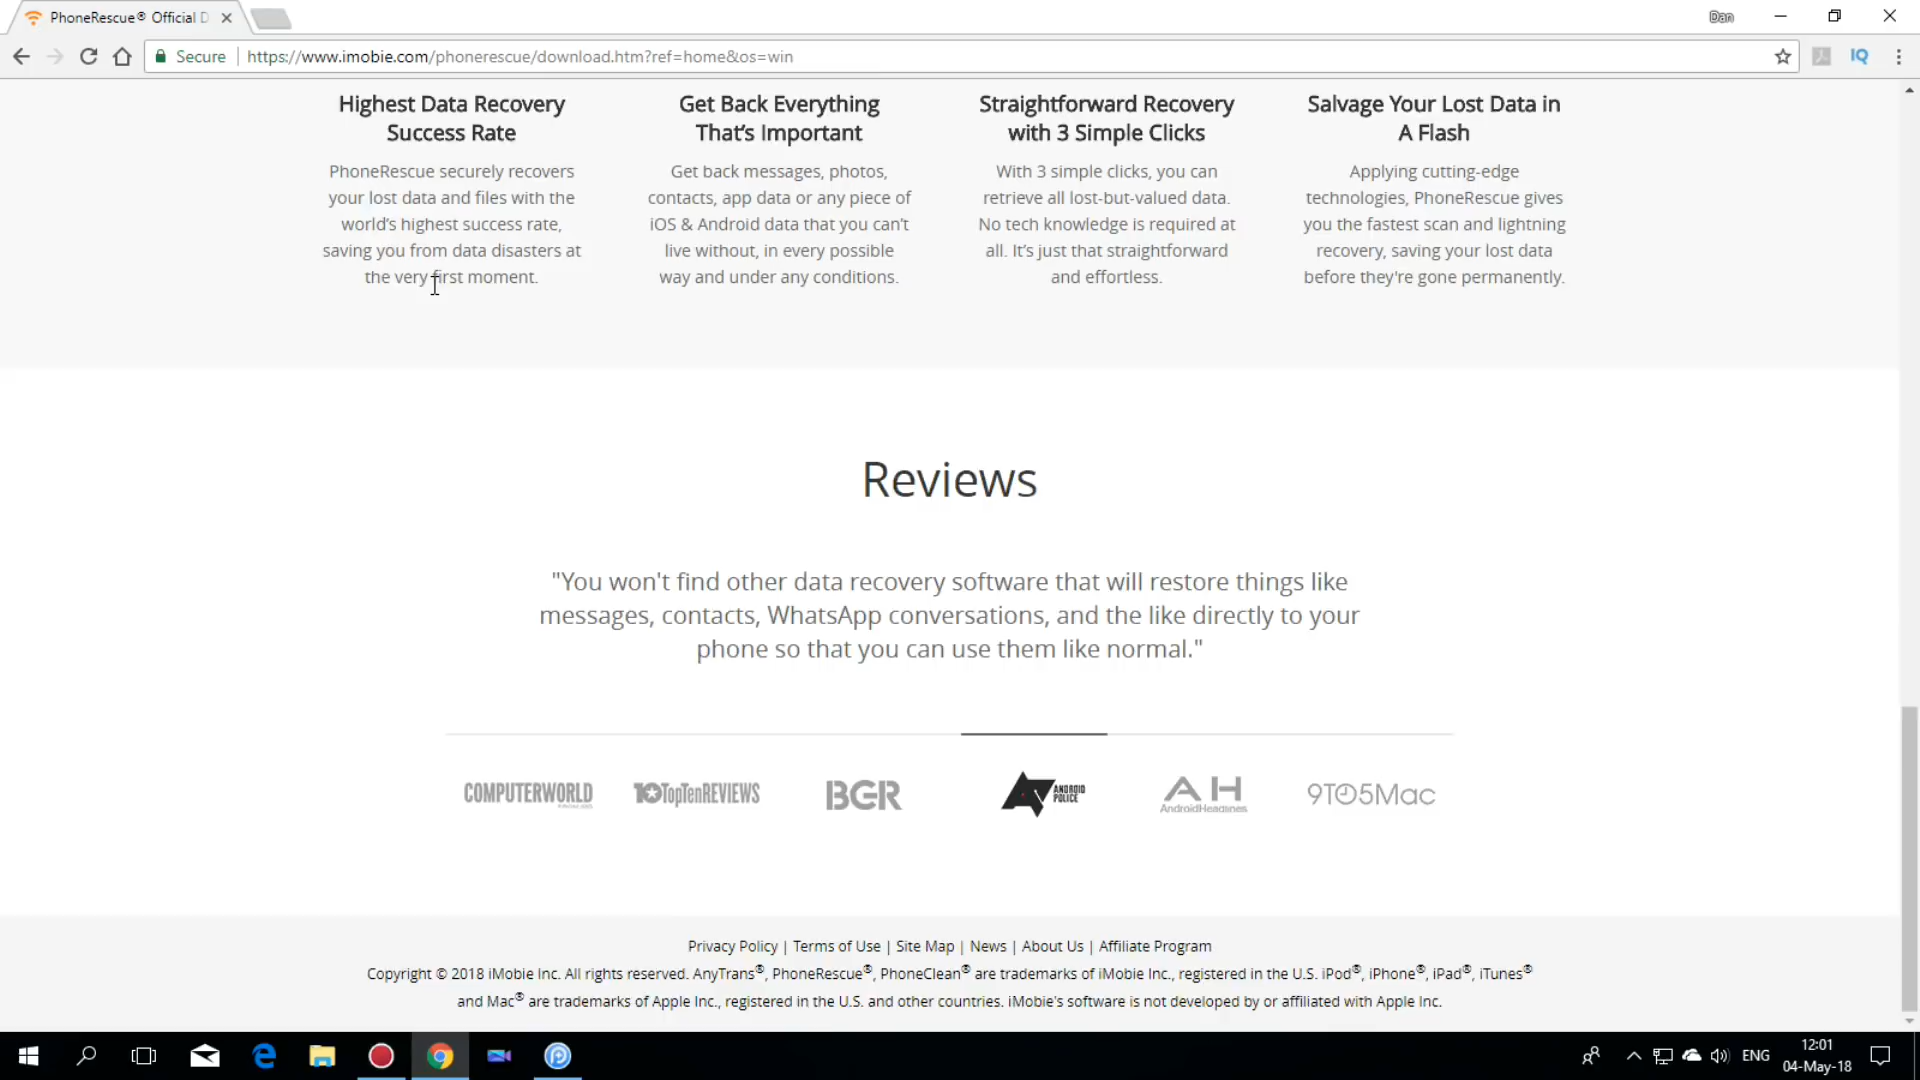 PhoneRescue® Official D
Dan
Secure
https://www.imobie.com/phonerescue/download.htm?ref=home&os=win
IQ
Highest Data Recovery
Success Rate
PhoneRescue securely recovers
your lost data and files with the
world's highest success rate,
saving you from data disasters at
the very first moment.
Get Back Everything
That's Important
Get back messages, photos,
contacts, app data or any piece of
iOS & Android data that you can't
live without, in every possible
way and under any conditions.
Straightforward Recovery
with 3 Simple Clicks
With 3 simple clicks, you can
retrieve all lost-but-valued data.
No tech knowledge is required at
all. It's just that straightforward
and effortless.
Salvage Your Lost Data in
A Flash
Applying cutting-edge
technologies, PhoneRescue gives
you the fastest scan and lightning
recovery, saving your lost data
before they're gone permanently.
Reviews
"You won't find other data recovery software that will restore things like
messages, contacts, WhatsApp conversations, and the like directly to your
phone so that you can use them like normal."
COMPUTERWORLD
10TopTenREVIEWS
BGR
ANDROID
POLICE
AH
AndroidHeadlines
9TO5Mac
Privacy Policy | Terms of Use | Site Map | News | About Us | Affiliate Program
Copyright © 2018 iMobie Inc. All rights reserved. AnyTrans®, PhoneRescue®, PhoneClean® are trademarks of iMobie Inc., registered in the U.S. iPod®, iPhone®, iPad®, iTunes®
and Mac® are trademarks of Apple Inc., registered in the U.S. and other countries. iMobie's software is not developed by or affiliated with Apple Inc.
ENG
12:01
04-May-18